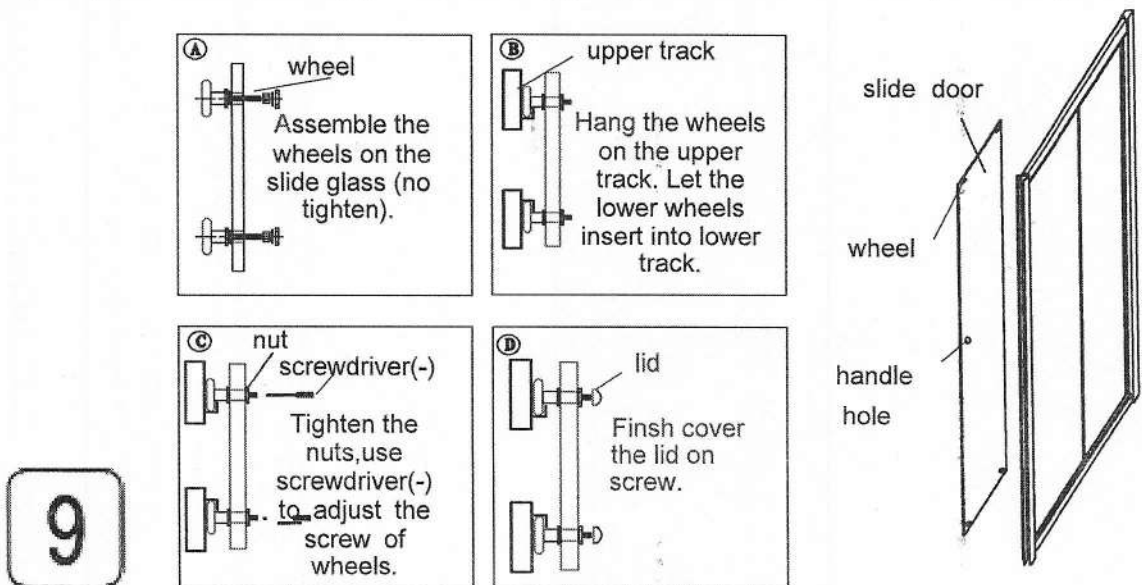 A
wheel
Assemble the
wheels on the
slide glass (no
tighten).
B
upper track
Hang the wheels
on the upper
track. Let the
lower wheels
insert into lower
track.
C
nut
screwdriver(-)
Tighten the
nuts,use
screwdriver(-)
to adjust the
screw of
wheels.
D
lid
Finsh cover
the lid on
screw.
slide door
wheel
handle
hole
9